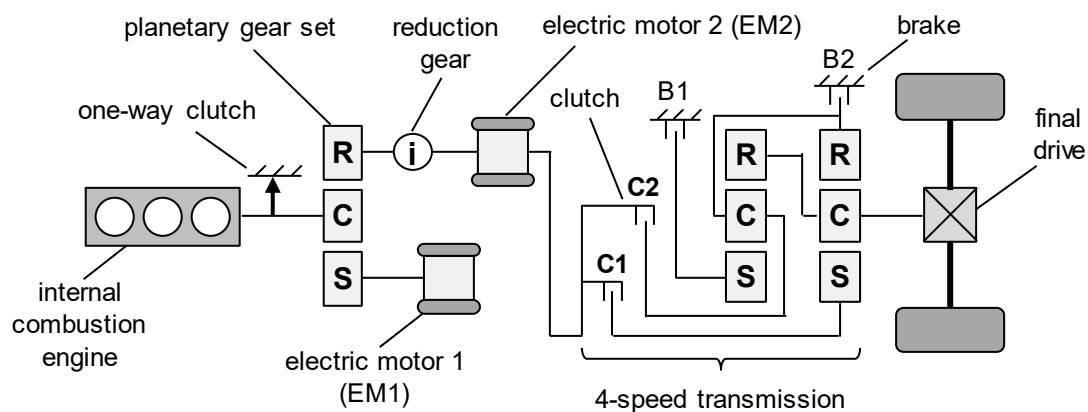 planetary gear set
reduction
gear
electric motor 2 (EM2)
brake
one-way clutch
clutch
B1
B2
final
drive
R
i
R
R
C
C2
C
C
S
C1
S
S
internal
combustion
engine
electric motor 1
(EM1)
4-speed transmission